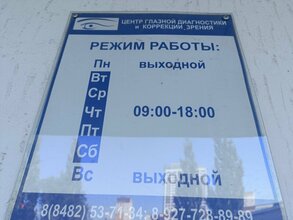 ЦЕНТР ГЛАЗНОЙ ДИАГНОСТИКИ
И КОРРЕКЦИИ ЗРЕНИЯ
РЕЖИМ РАБОТЫ:
Пн выходной
Вт
Ср
Чт 09:00-18:00
Пт
Сб
Вс выходной
8(8482) 53-71-34; 8-927-728-89-89